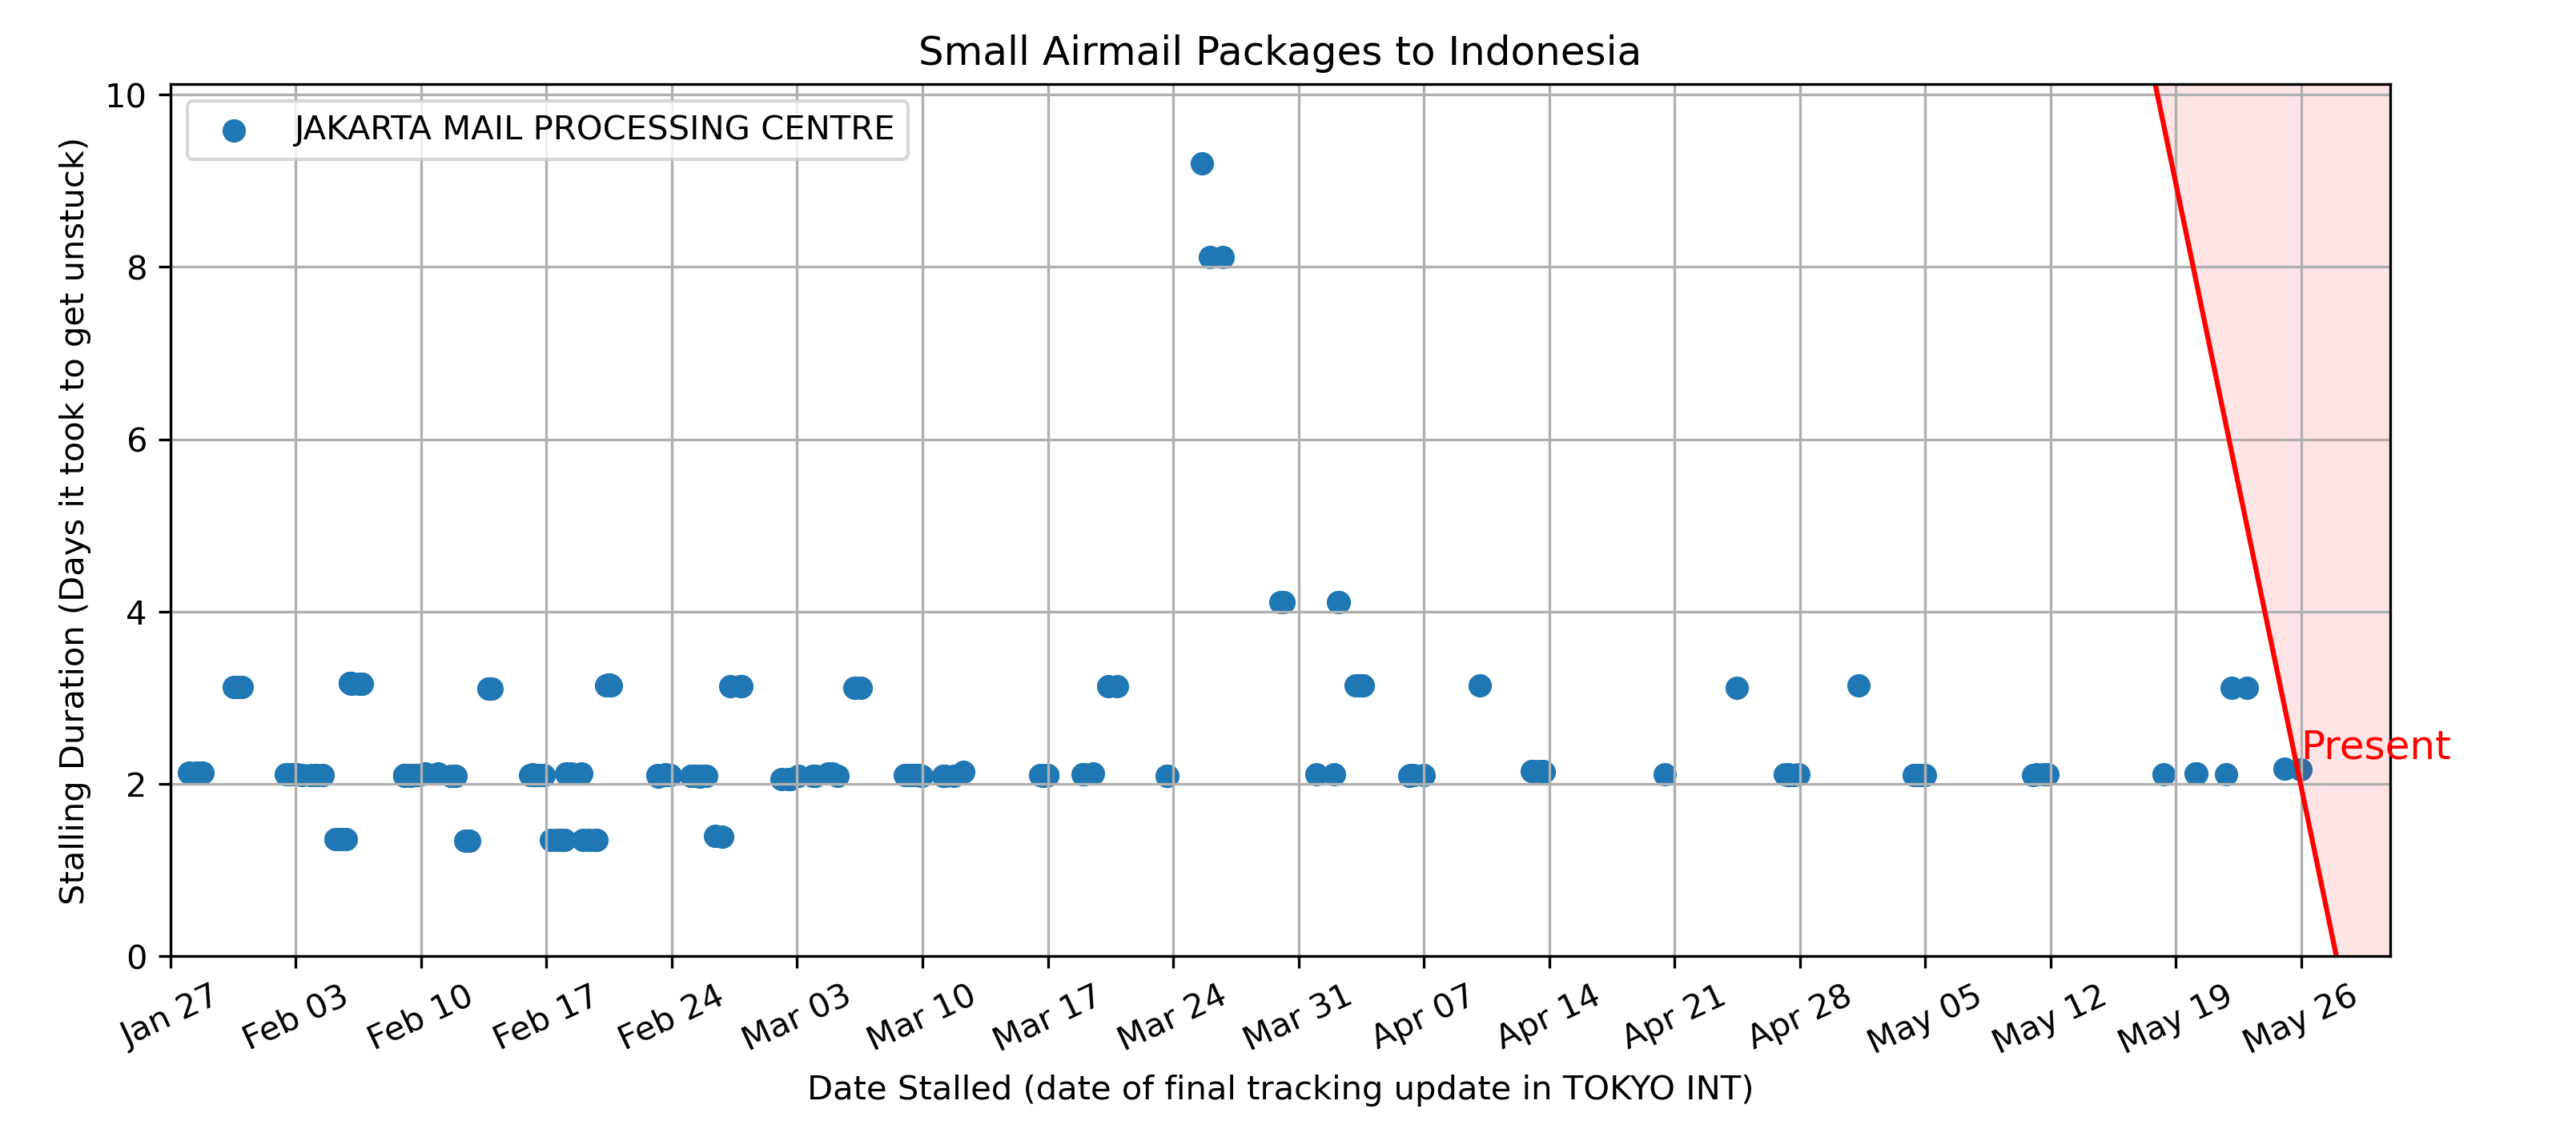 Small Airmail Packages to Indonesia
JAKARTA MAIL PROCESSING CENTRE
Stalling Duration (Days it took to get unstuck)
10
8
6
4
2
0
Present
Jan 27
Feb 03
Feb 10
Feb 17
Feb 24
Mar 03
Mar 10
Mar 17
Mar 24
Mar 31
Apr 07
Apr 14
Apr 21
Apr 28
May 05
May 12
May 19
May 26
Date Stalled (date of final tracking update in TOKYO INT)